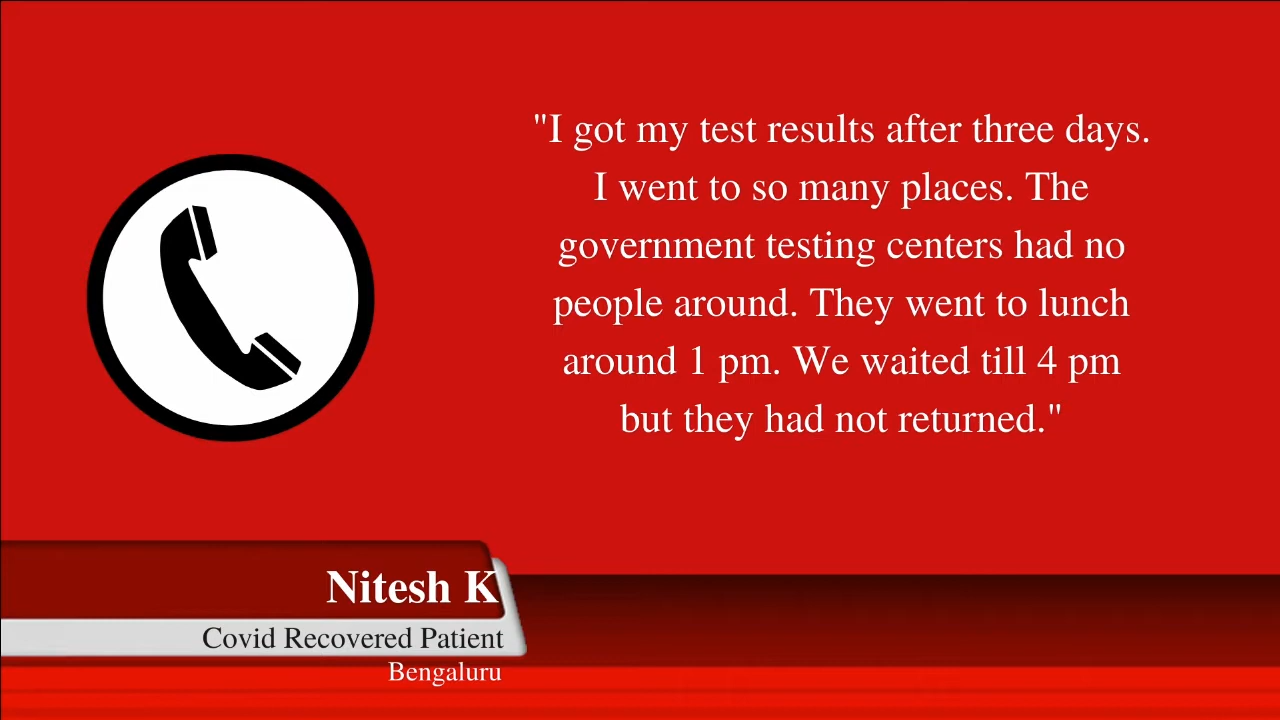 "I got my test results after three days.
I went to so many places. The
government testing centers had no
people around. They went to lunch
around 1 pm. We waited till 4 pm
but they had not returned."
Nitesh K
Covid Recovered Patient
Bengaluru